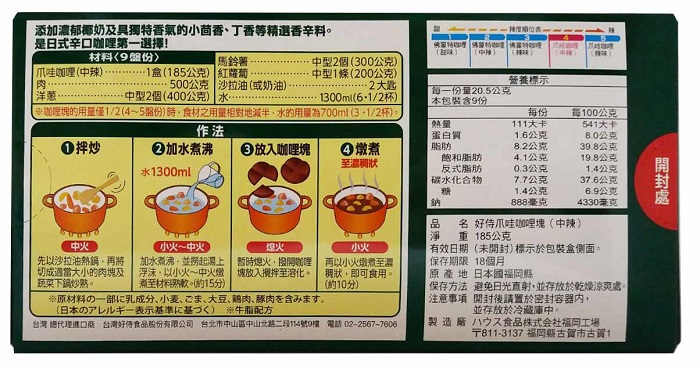 添加濃郁椰奶及具獨特香氣的小茴香、丁香等精選香辛料。
是日式辛口咖哩第一選擇!
材料〈9盤份〉
爪哇咖哩(中辣)……1盒(185公克)
肉……500公克
洋蔥……中型2個(400公克)
馬鈴薯……中型2個(300公克)
紅蘿蔔……中型1條(200公克)
沙拉油(或奶油)……2大匙
水……1300ml(6·1/2杯)
※咖哩塊的用量僅1/2(4~5盤份)時,食材之用量相對地減半,水的用量為700ml(3·1/2杯)。
作法
1拌炒
中火
先以沙拉油熱鍋,再將
切成適當大小的肉塊及
蔬菜下鍋炒熟。
2加水煮沸
水1300ml
小火~中火
加水煮沸,並撈起湯上
浮沫,以小火~中火燉
煮至材料熟軟。(約15分)
3放入咖哩塊
熄火
暫時熄火,撥開咖哩
塊放入攪拌至溶化。
4燉煮
至濃稠狀
小火
再以小火燉煮至濃
稠狀,即可食用。
(約10分)
※原材料の一部に乳成分、小麦、ごま、大豆、鶏肉、豚肉を含みます。
(日本のアレルギー表示基準に基づく) ※牛脂配方
台灣 總代理進口商 台灣好侍食品股份有限公司 台北市中山區中山北路二段114號9樓 電話 02-2567-7606
甜 辣度順位表 辣
1 2 3 4 5
佛蒙特咖哩(甜味)
佛蒙特咖哩(中辣)
佛蒙特咖哩(辣味)
爪哇咖哩(中辣)
爪哇咖哩(辣味)
營養標示
每一份量20.5公克
本包裝含9份
每份 每100公克
熱量 111大卡 541大卡
蛋白質 1.6公克 8.0公克
脂肪 8.2公克 39.8公克
飽和脂肪 4.1公克 19.8公克
反式脂肪 0.3公克 1.4公克
碳水化合物 7.7公克 37.6公克
糖 1.4公克 6.9公克
鈉 888毫克 4330毫克
品名 好侍爪哇咖哩塊(中辣)
淨重 185公克
有效日期 (未開封)標示於包裝盒側面。
保存期限 18個月
原產地 日本國福岡縣
保存方法 避免日光直射,並存放於乾燥涼爽處。
注意事項 開封後請置於密封容器內,
並存放於冷藏庫中。
製造廠 ハウス食品株式会社福岡工場
〒811-3137 福岡県古賀市古賀1
開封處